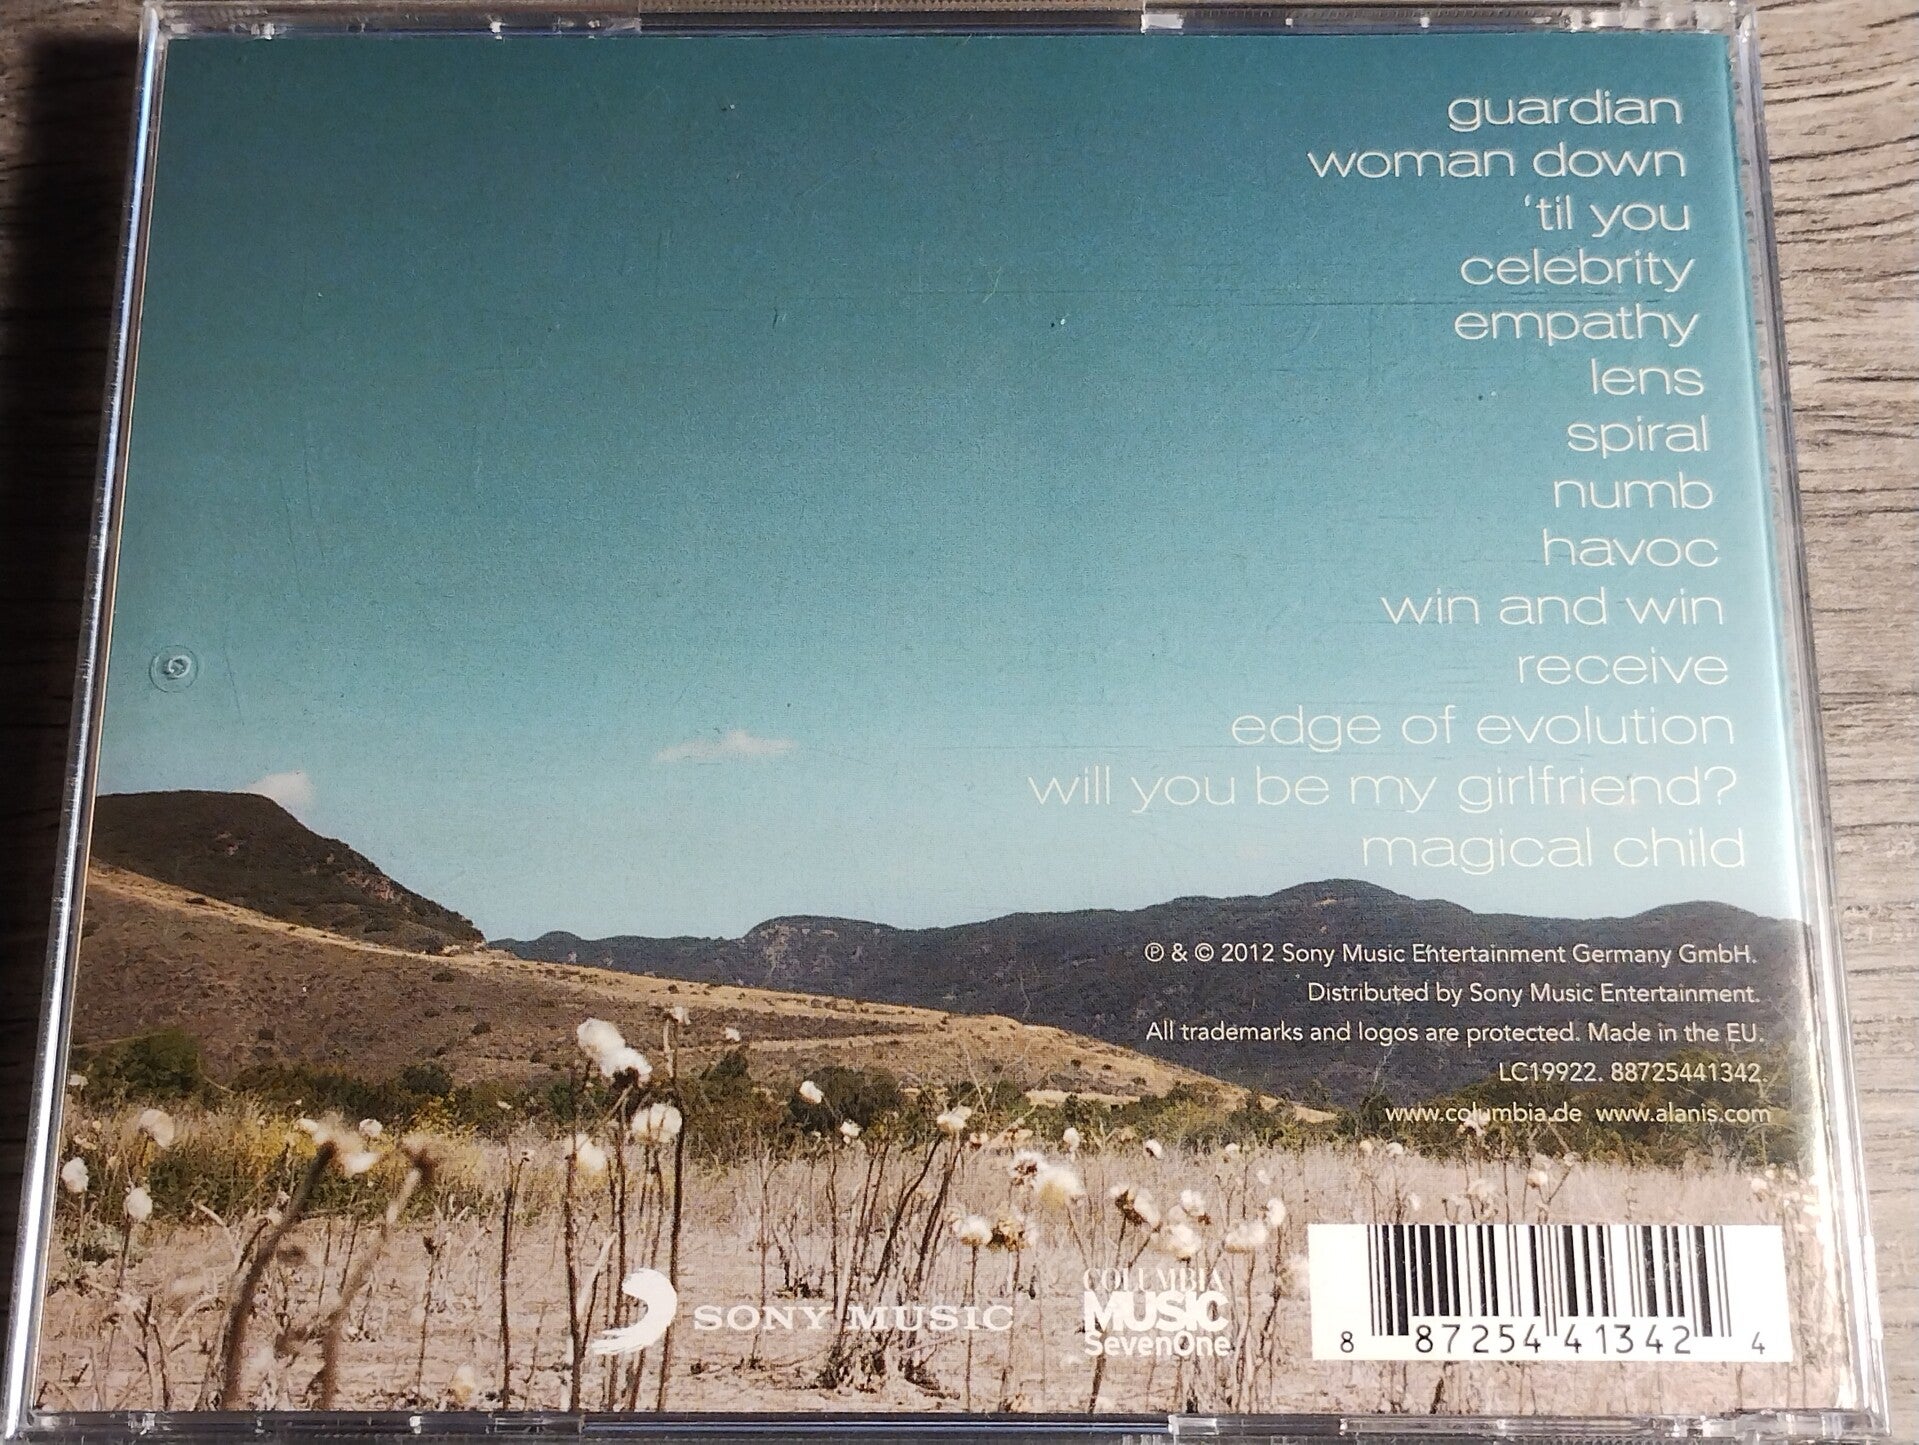 guardian
woman down
‘til you
celebrity
empathy
lens
spiral
numb
havoc
win and win
receive
edge of evolution
will you be my girlfriend?
magical child
℗ & © 2012 Sony Music Entertainment Germany GmbH.
Distributed by Sony Music Entertainment.
All trademarks and logos are protected. Made in the EU.
LC19922. 88725441342.
www.columbia.de www.alanis.com
SONY MUSIC
COLUMBIA
MUSIC
SevenOne
8 87254 41342 4